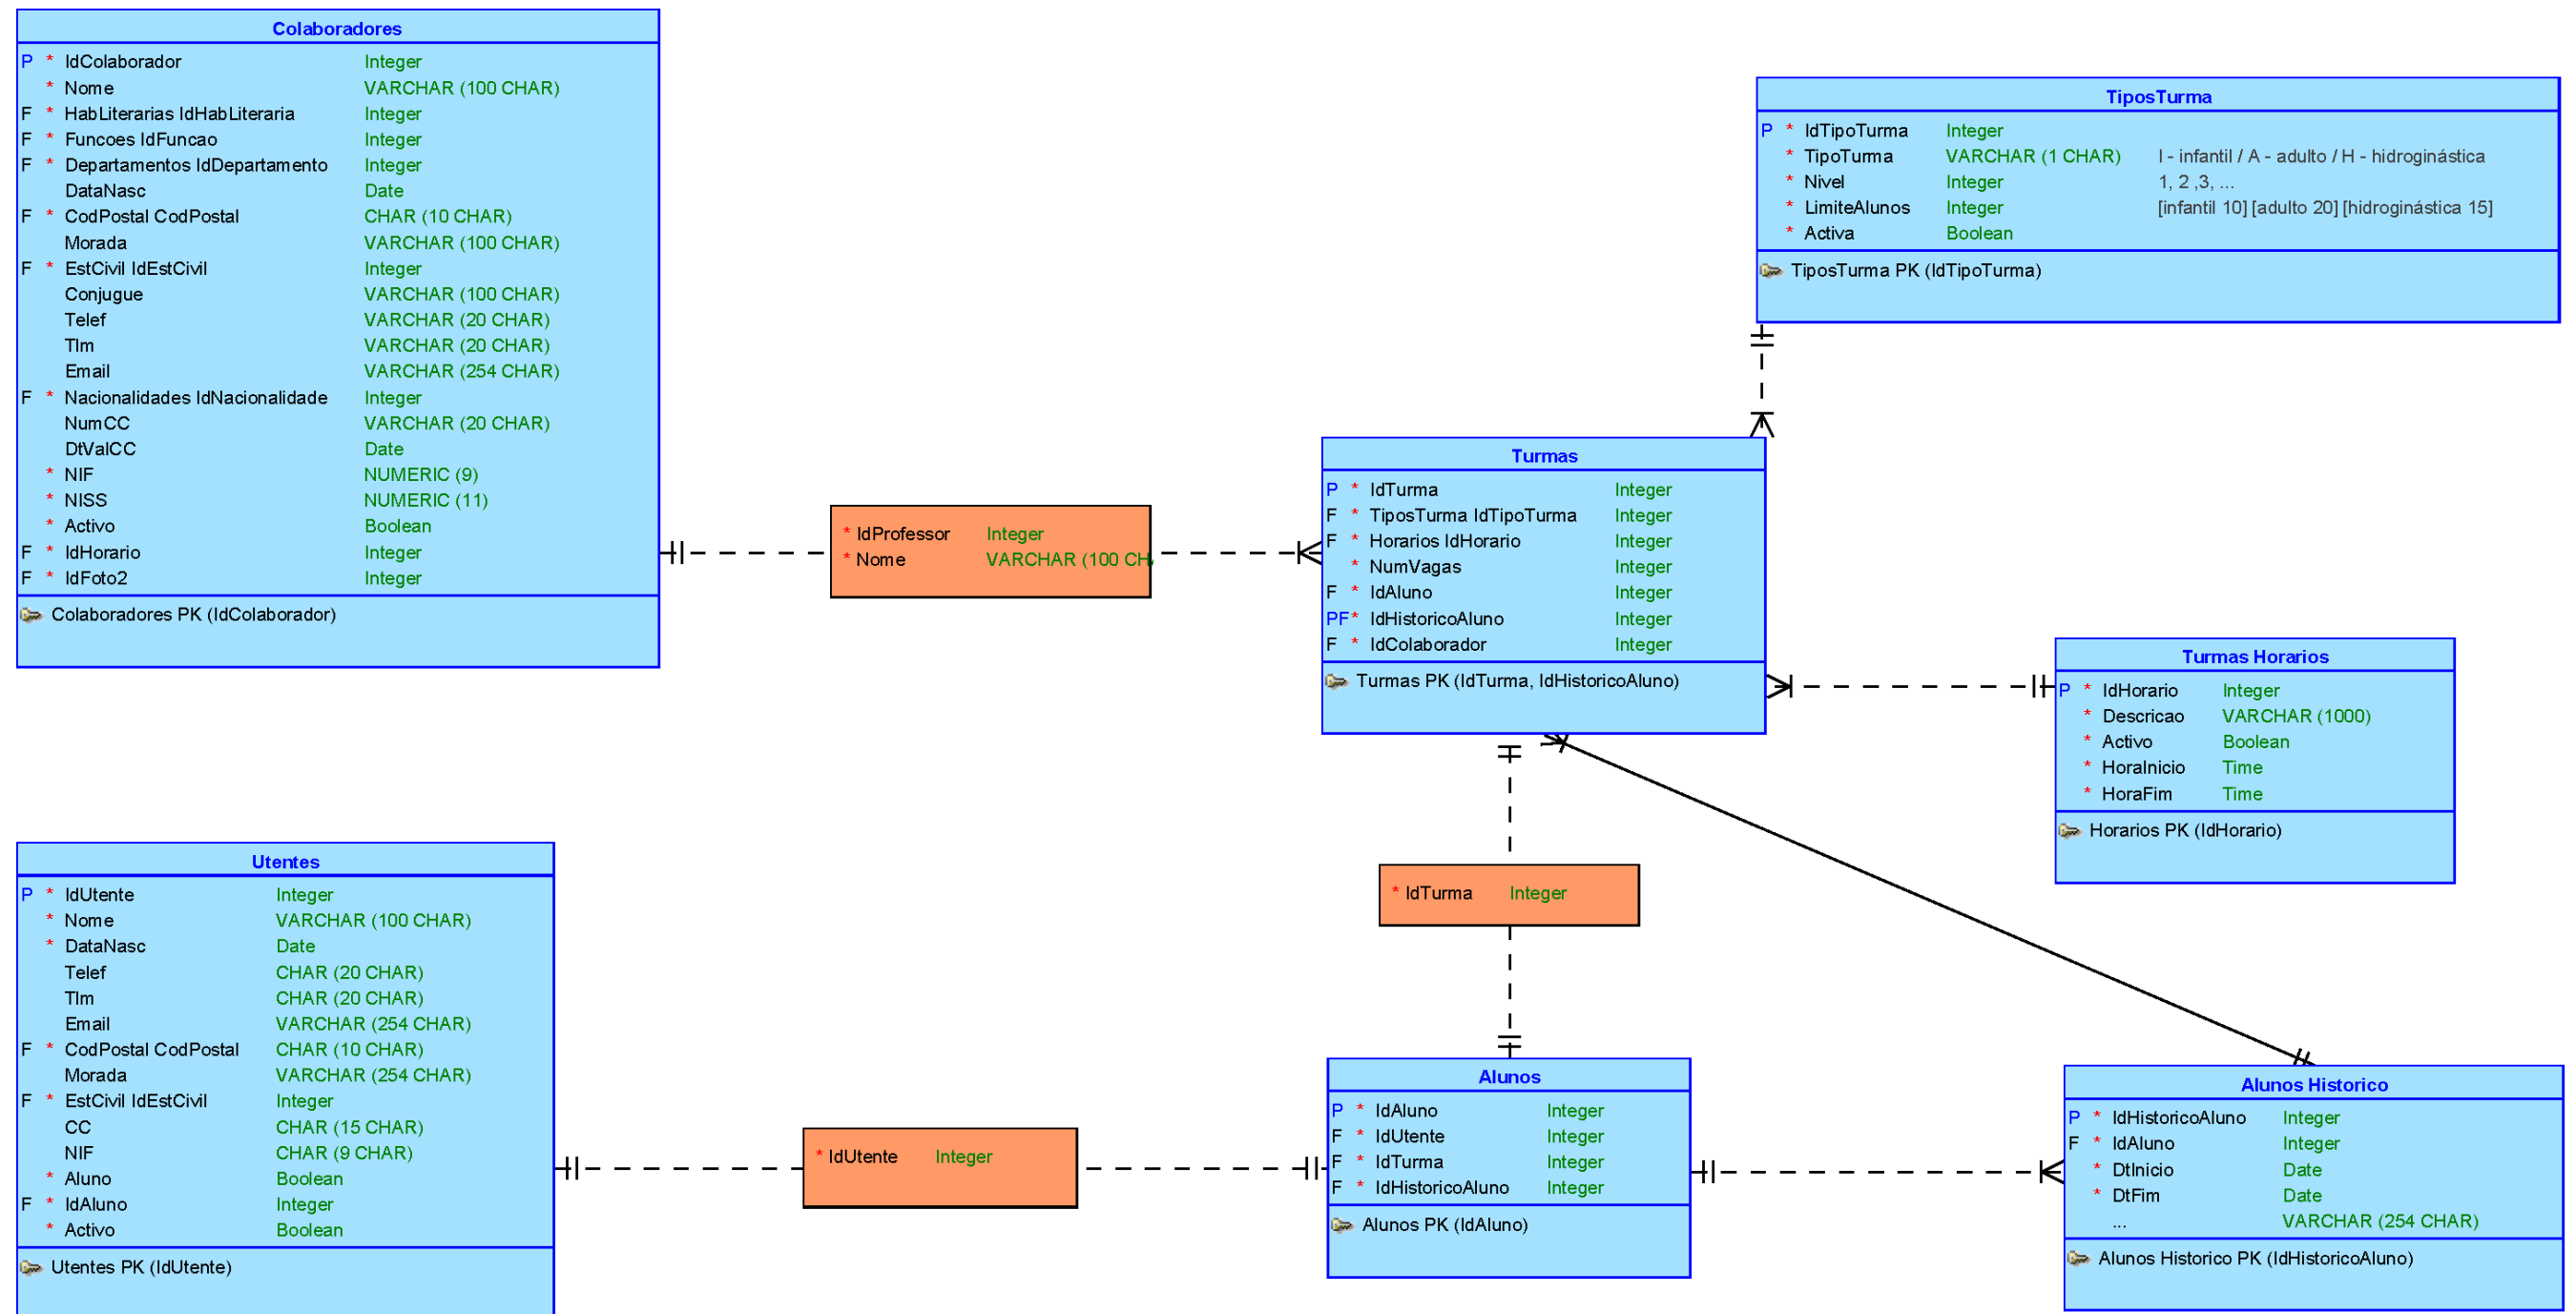 Colaboradores
P * IdColaborador Integer
* Nome VARCHAR (100 CHAR)
F * HabLiterarias IdHabLiteraria Integer
F * Funcoes IdFuncao Integer
F * Departamentos IdDepartamento Integer
DataNasc Date
F * CodPostal CodPostal CHAR (10 CHAR)
Morada VARCHAR (100 CHAR)
F * EstCivil IdEstCivil Integer
Conjugue VARCHAR (100 CHAR)
Telef VARCHAR (20 CHAR)
Tlm VARCHAR (20 CHAR)
Email VARCHAR (254 CHAR)
F * Nacionalidades IdNacionalidade Integer
NumCC VARCHAR (20 CHAR)
DtValCC Date
* NIF NUMERIC (9)
* NISS NUMERIC (11)
* Activo Boolean
F * IdHorario Integer
F * IdFoto2 Integer
Colaboradores PK (IdColaborador)
TiposTurma
P * IdTipoTurma Integer
* TipoTurma VARCHAR (1 CHAR) I - infantil / A - adulto / H - hidroginástica
* Nivel Integer 1, 2 ,3, ...
* LimiteAlunos Integer [infantil 10] [adulto 20] [hidroginástica 15]
* Activa Boolean
TiposTurma PK (IdTipoTurma)
* IdProfessor Integer
* Nome VARCHAR (100 CH
Turmas
P * IdTurma Integer
F * TiposTurma IdTipoTurma Integer
F * Horarios IdHorario Integer
* NumVagas Integer
F * IdAluno Integer
PF * IdHistoricoAluno Integer
F * IdColaborador Integer
Turmas PK (IdTurma, IdHistoricoAluno)
Turmas Horarios
P * IdHorario Integer
* Descricao VARCHAR (1000)
* Activo Boolean
* HoraInicio Time
* HoraFim Time
Horarios PK (IdHorario)
* IdTurma Integer
Utentes
P * IdUtente Integer
* Nome VARCHAR (100 CHAR)
* DataNasc Date
Telef CHAR (20 CHAR)
Tlm CHAR (20 CHAR)
Email VARCHAR (254 CHAR)
F * CodPostal CodPostal CHAR (10 CHAR)
Morada VARCHAR (254 CHAR)
F * EstCivil IdEstCivil Integer
CC CHAR (15 CHAR)
NIF CHAR (9 CHAR)
* Aluno Boolean
F * IdAluno Integer
* Activo Boolean
Utentes PK (IdUtente)
* IdUtente Integer
Alunos
P * IdAluno Integer
F * IdUtente Integer
F * IdTurma Integer
F * IdHistoricoAluno Integer
Alunos PK (IdAluno)
Alunos Historico
P * IdHistoricoAluno Integer
F * IdAluno Integer
* DtInicio Date
* DtFim Date
... VARCHAR (254 CHAR)
Alunos Historico PK (IdHistoricoAluno)